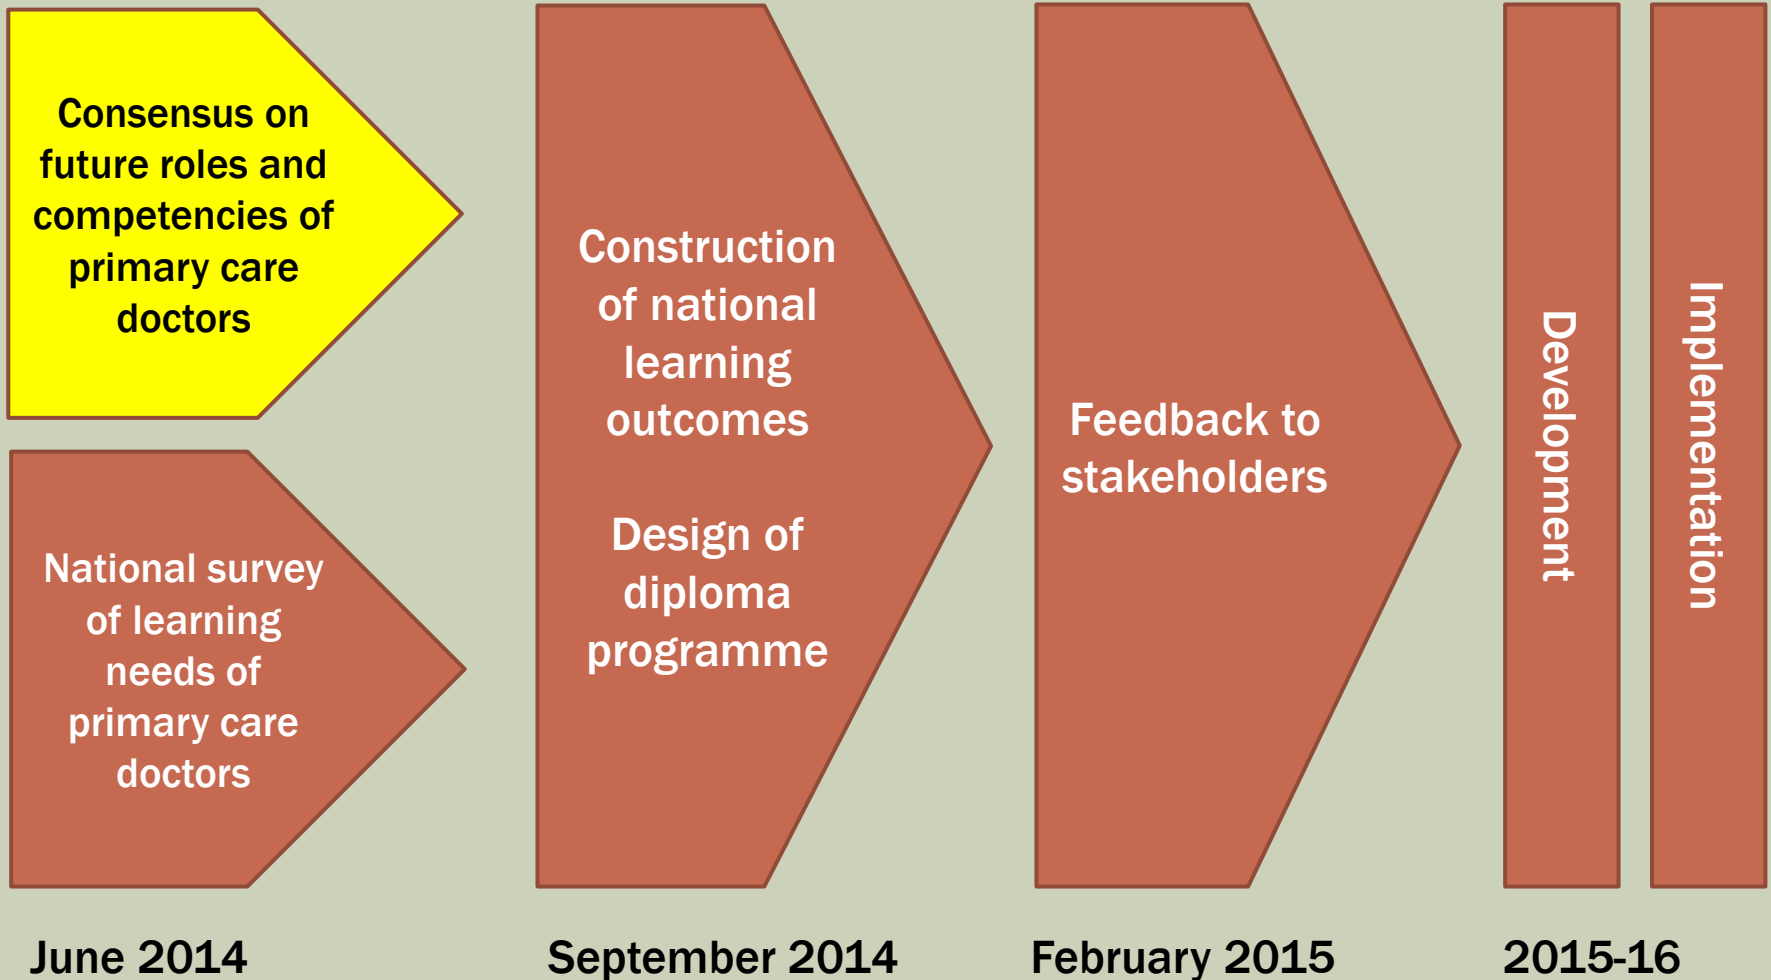 Consensus on
future roles and
competencies of
primary care
doctors
National survey
of learning
needs of
primary care
doctors
Construction
of national
learning
outcomes
Design of
diploma
programme
Feedback to
stakeholders
Development
Implementation
June 2014
September 2014
February 2015
2015-16